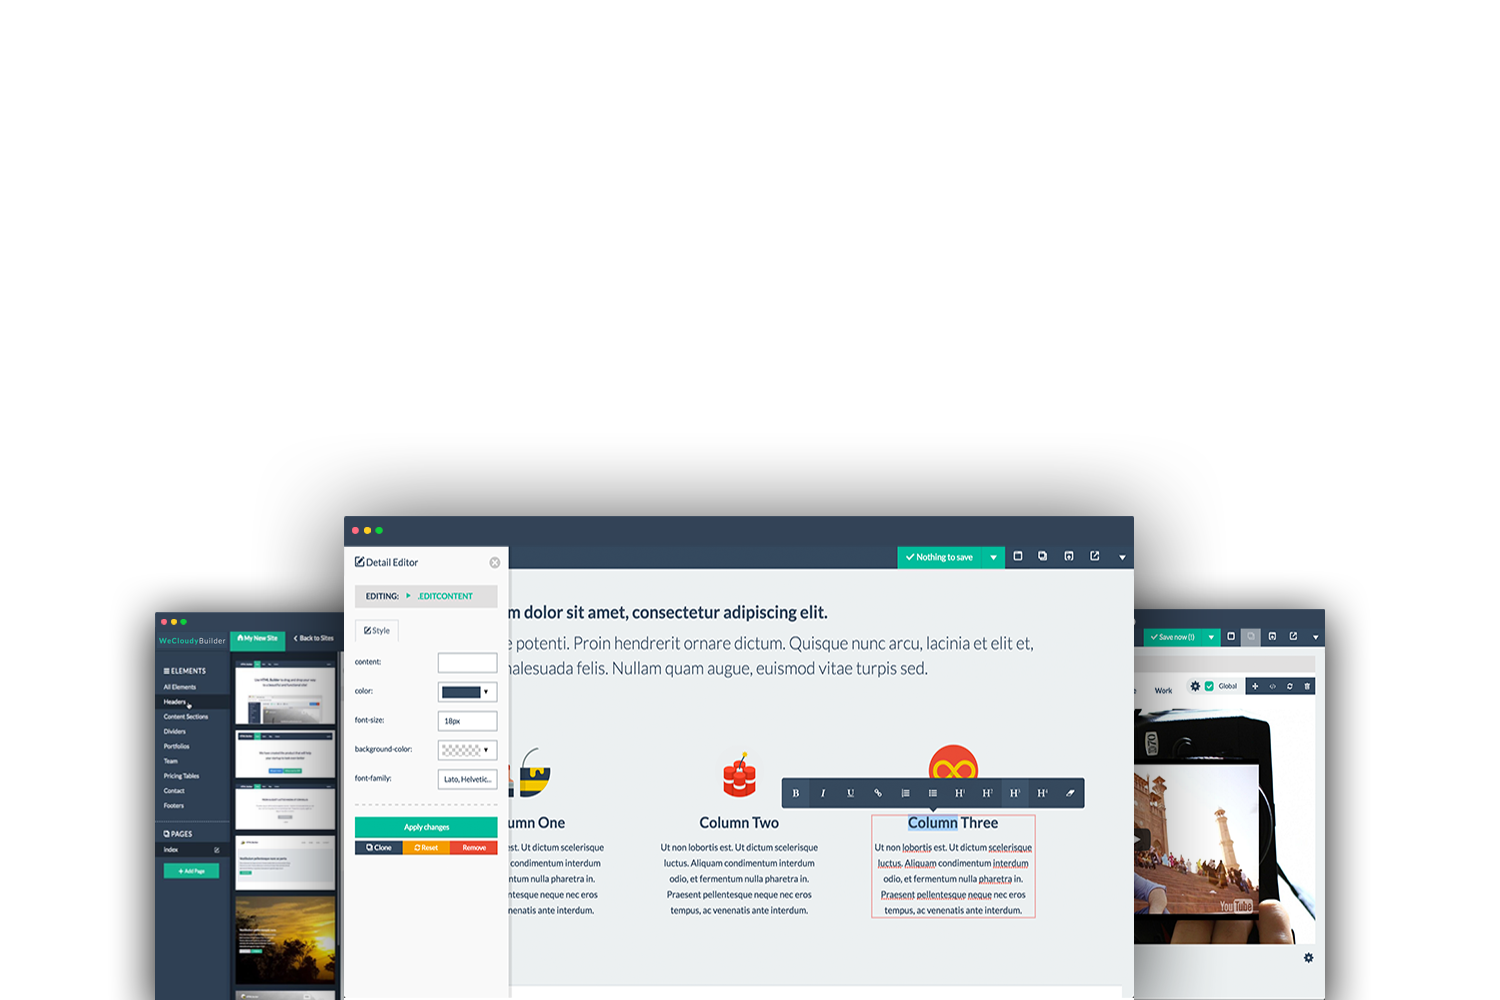 WeCloudyBuilder
My New Site
Back to Sites
ELEMENTS
All Elements
Headers
Content Sections
Dividers
Portfolios
Team
Pricing Tables
Contact
Footers
PAGES
index
+ Add Page
Detail Editor
EDITING: .EDITCONTENT
Style
content:
color:
font-size: 18px
background-color:
font-family: Lato, Helvetic...
Apply changes
Clone Reset Remove
Nothing to save
m dolor sit amet, consectetur adipiscing elit.
e potenti. Proin hendrerit ornare dictum. Quisque nunc arcu, lacinia et elit et,
nalesuada felis. Nullam quam augue, euismod vitae turpis sed.
B I U H1 H2 H3 H4
umn One
est. Ut dictum scelerisque
condimentum interdum
ntum nulla pharetra in.
ntesque neque nec eros
nenatis ante interdum.
Column Two
Ut non lobortis est. Ut dictum scelerisque
luctus. Aliquam condimentum interdum
odio, et fermentum nulla pharetra in.
Praesent pellentesque neque nec eros
tempus, ac venenatis ante interdum.
Column Three
Ut non lobortis est. Ut dictum scelerisque
luctus. Aliquam condimentum interdum
odio, et fermentum nulla pharetra in.
Praesent pellentesque neque nec eros
tempus, ac venenatis ante interdum.
Save now (!)
e Work
Global
YouTube